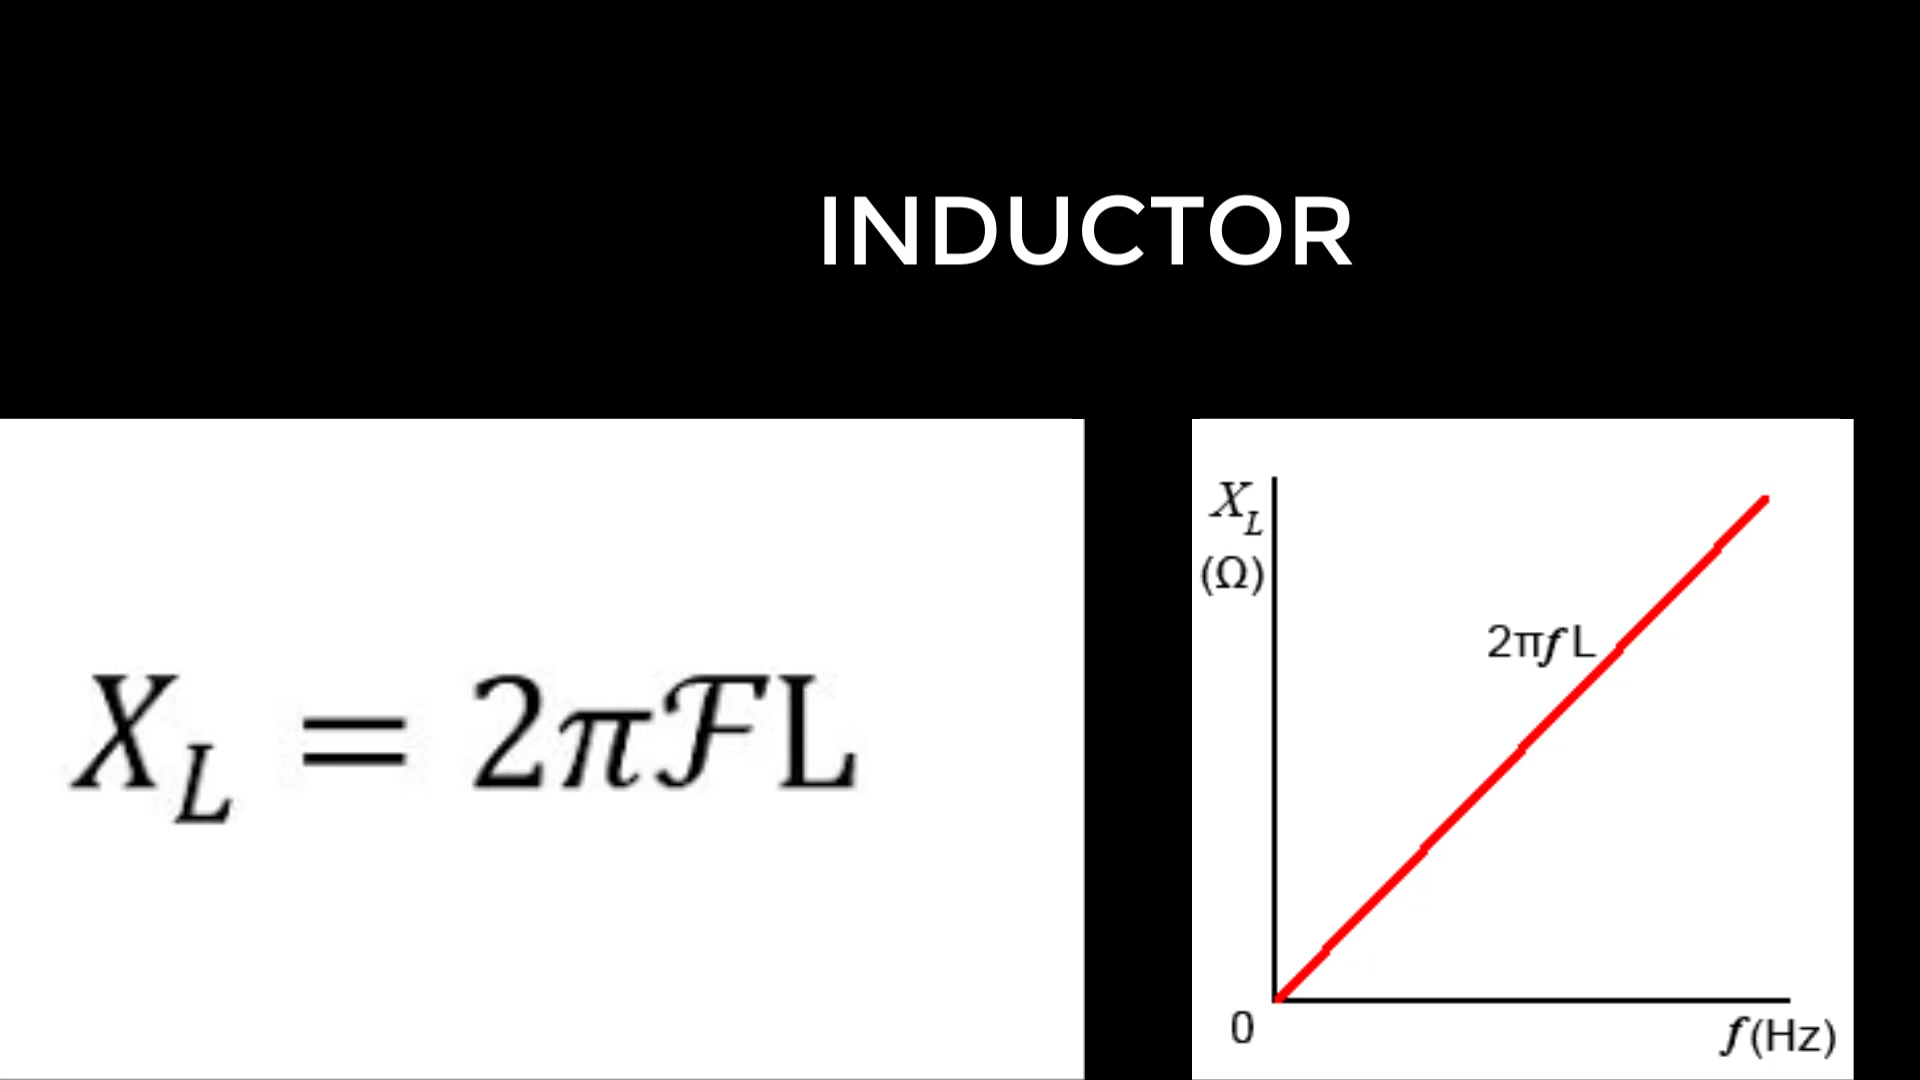 INDUCTOR
X_L = 2πℱL
X_L
(Ω)
2πfL
0
f(Hz)